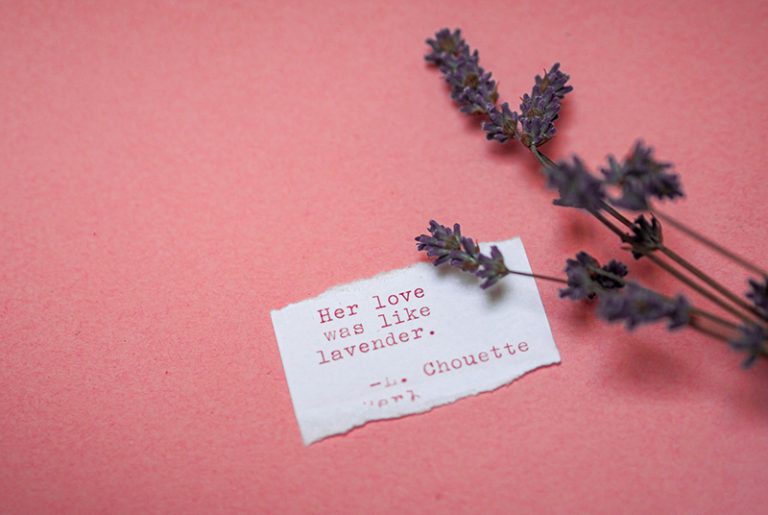 Her love
was like
lavender.
—L. Chouette